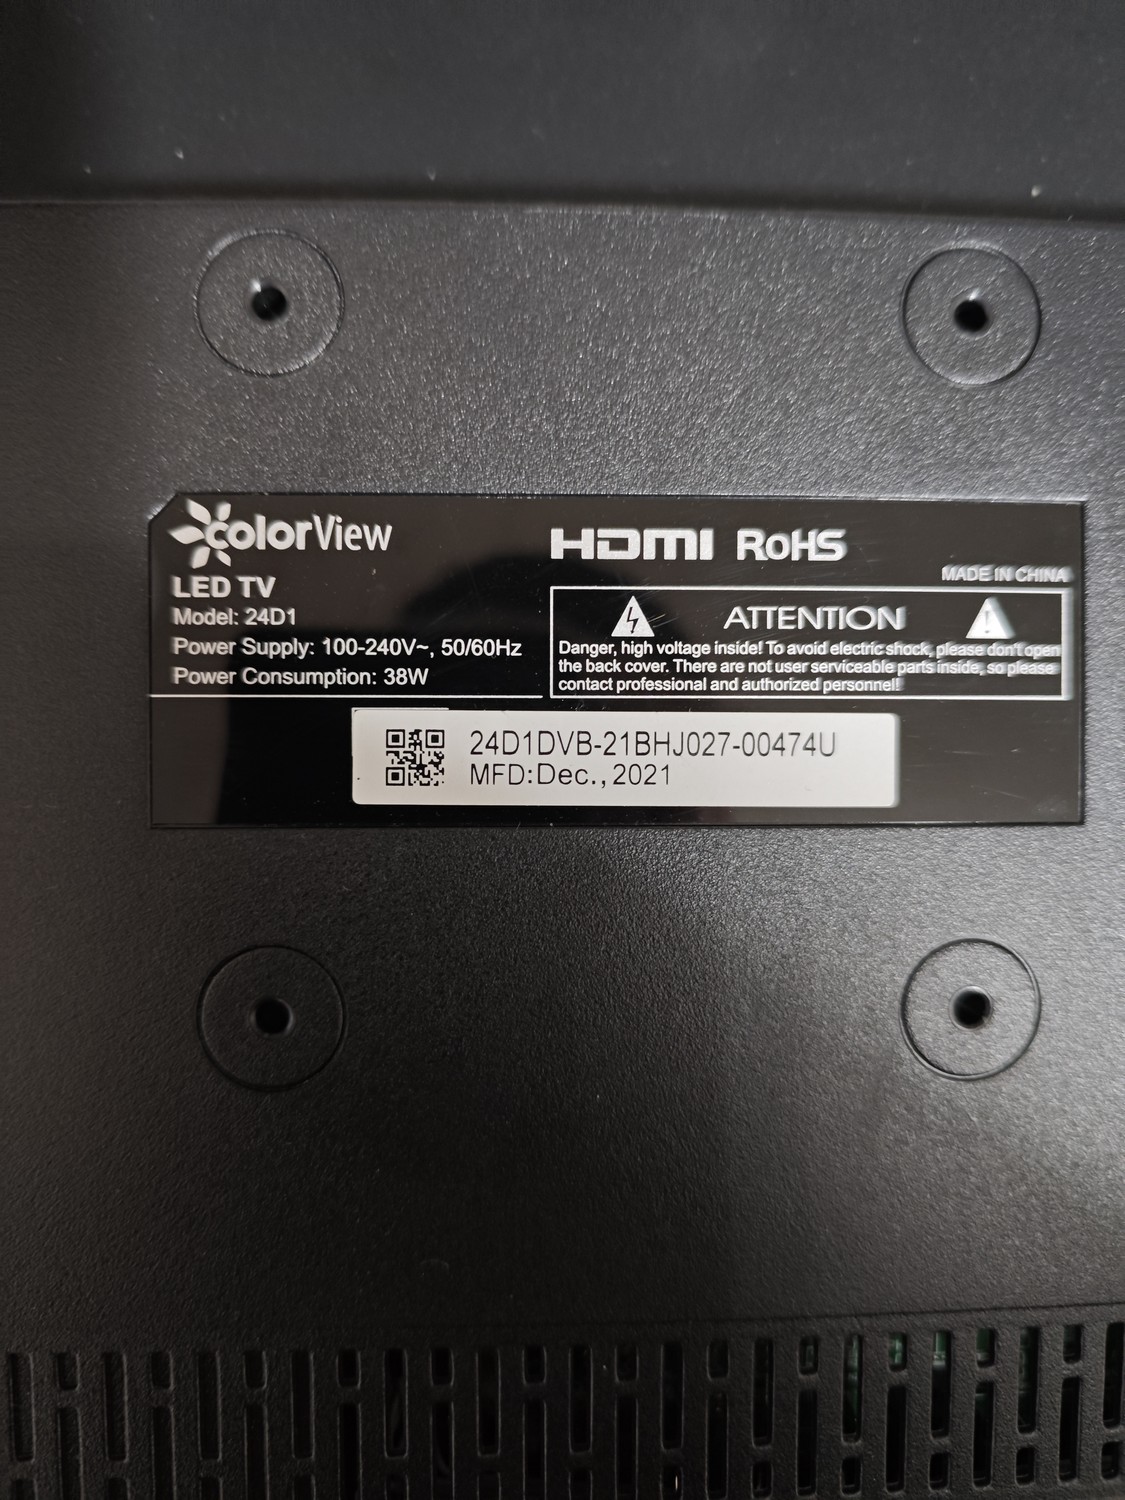 colorView
LED TV
Model: 24D1
Power Supply: 100-240V~, 50/60Hz
Power Consumption: 38W
HDMI RoHS
MADE IN CHINA
ATTENTION
Danger, high voltage inside! To avoid electric shock, please don't open
the back cover. There are not user serviceable parts inside, so please
contact professional and authorized personnel!
24D1DVB-21BHJ027-00474U
MFD:Dec.,2021